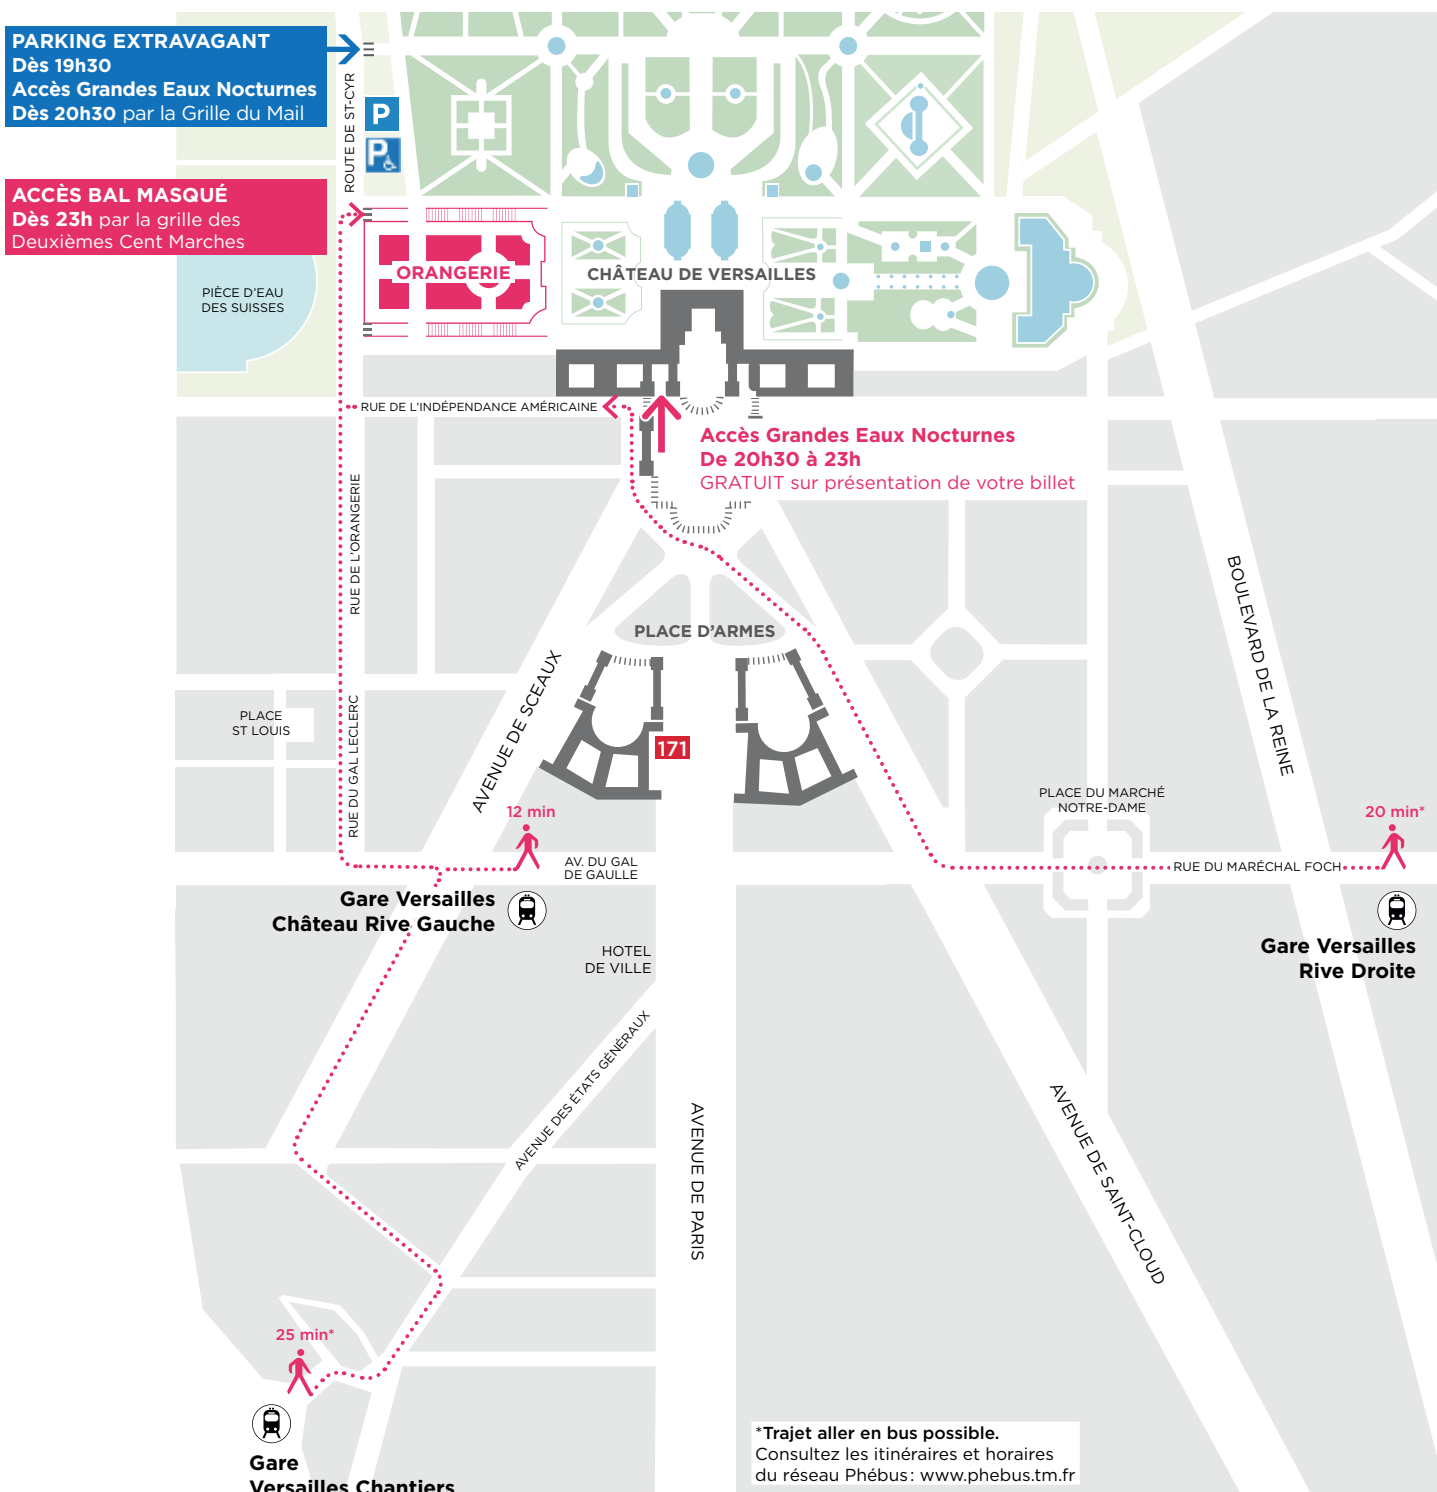 PARKING EXTRAVAGANT
Dès 19h30
Accès Grandes Eaux Nocturnes
Dès 20h30 par la Grille du Mail
ROUTE DE ST-CYR
P
P
ACCÈS BAL MASQUÉ
Dès 23h par la grille des
Deuxièmes Cent Marches
ORANGERIE
CHÂTEAU DE VERSAILLES
PIÈCE D'EAU
DES SUISSES
RUE DE L'INDÉPENDANCE AMÉRICAINE
Accès Grandes Eaux Nocturnes
De 20h30 à 23h
GRATUIT sur présentation de votre billet
RUE DE L'ORANGERIE
BOULEVARD DE LA REINE
PLACE D'ARMES
AVENUE DE SCEAUX
PLACE
ST LOUIS
RUE DU GAL LECLERC
171
PLACE DU MARCHÉ
NOTRE-DAME
12 min
20 min*
AV. DU GAL
DE GAULLE
RUE DU MARÉCHAL FOCH
Gare Versailles
Château Rive Gauche
Gare Versailles
Rive Droite
HOTEL
DE VILLE
AVENUE DES ÉTATS GÉNÉRAUX
AVENUE DE PARIS
AVENUE DE SAINT-CLOUD
25 min*
Gare
Versailles Chantiers
*Trajet aller en bus possible.
Consultez les itinéraires et horaires
du réseau Phébus : www.phebus.tm.fr